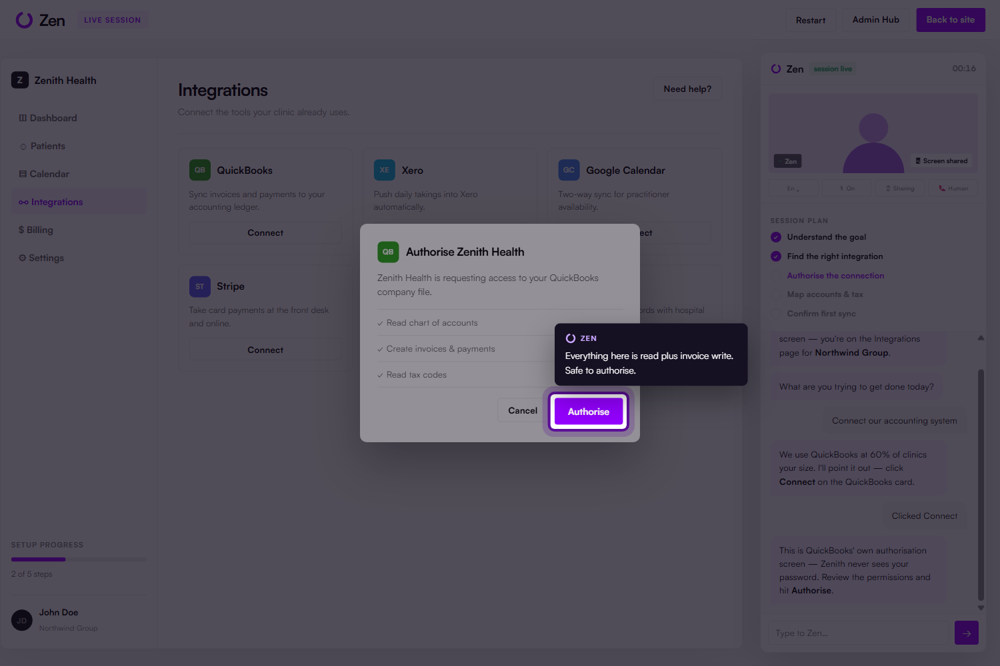 Zen
LIVE SESSION
Restart
Admin Hub
Back to site
Z
Zenith Health
Dashboard
Patients
Calendar
Integrations
$ Billing
Settings
SETUP PROGRESS
2 of 5 steps
JD
John Doe
Northwind Group
Integrations
Connect the tools your clinic already uses.
Need help?
QB
QuickBooks
Sync invoices and payments to your
accounting ledger.
Connect
XE
Xero
Push daily takings into Xero
automatically.
GC
Google Calendar
Two-way sync for practitioner
availability.
ST
Stripe
Take card payments at the front desk
and online.
Connect
with hospital
QB
Authorise Zenith Health
Zenith Health is requesting access to your QuickBooks
company file.
✓ Read chart of accounts
✓ Create invoices & payments
✓ Read tax codes
Cancel
Authorise
ZEN
Everything here is read plus invoice write.
Safe to authorise.
Zen
session live
00:16
Zen
Screen shared
En
On
Sharing
Human
SESSION PLAN
Understand the goal
Find the right integration
Authorise the connection
Map accounts & tax
Confirm first sync
screen — you're on the Integrations
page for Northwind Group.
What are you trying to get done today?
Connect our accounting system
We use QuickBooks at 60% of clinics
your size. I'll point it out — click
Connect on the QuickBooks card.
Clicked Connect
This is QuickBooks' own authorisation
screen — Zenith never sees your
password. Review the permissions and
hit Authorise.
Type to Zen...